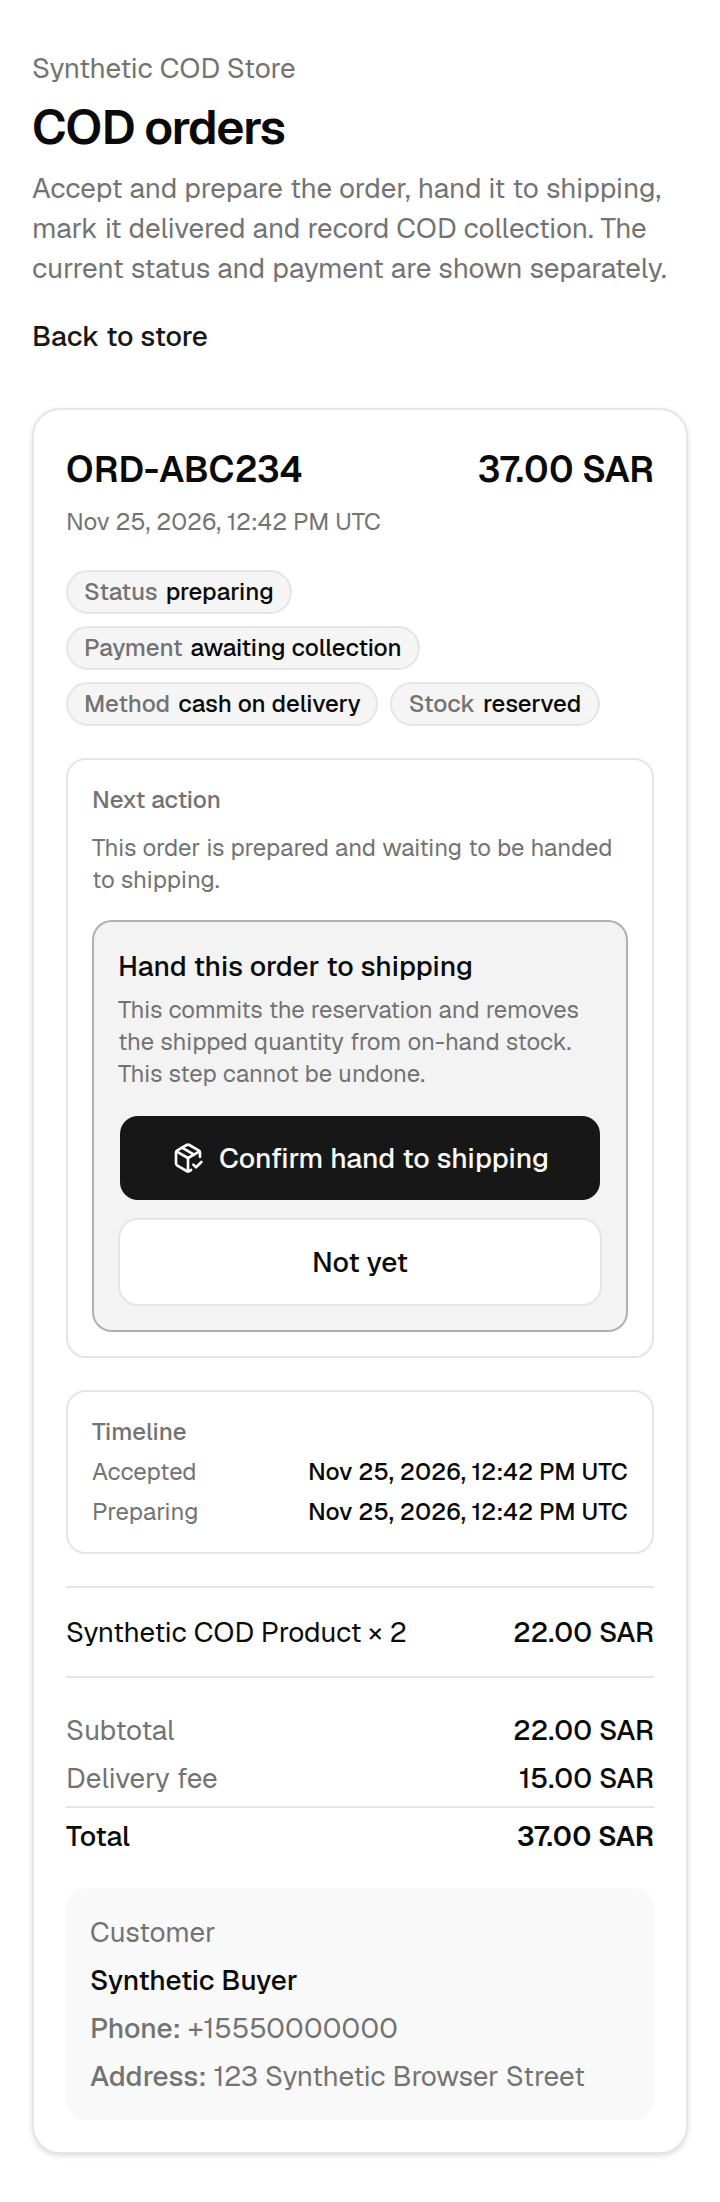 Synthetic COD Store
COD orders
Accept and prepare the order, hand it to shipping,
mark it delivered and record COD collection. The
current status and payment are shown separately.
Back to store
ORD-ABC234 37.00 SAR
Nov 25, 2026, 12:42 PM UTC
Status preparing
Payment awaiting collection
Method cash on delivery Stock reserved
Next action
This order is prepared and waiting to be handed
to shipping.
Hand this order to shipping
This commits the reservation and removes
the shipped quantity from on-hand stock.
This step cannot be undone.
Confirm hand to shipping
Not yet
Timeline
Accepted Nov 25, 2026, 12:42 PM UTC
Preparing Nov 25, 2026, 12:42 PM UTC
Synthetic COD Product × 2 22.00 SAR
Subtotal 22.00 SAR
Delivery fee 15.00 SAR
Total 37.00 SAR
Customer
Synthetic Buyer
Phone: +15550000000
Address: 123 Synthetic Browser Street